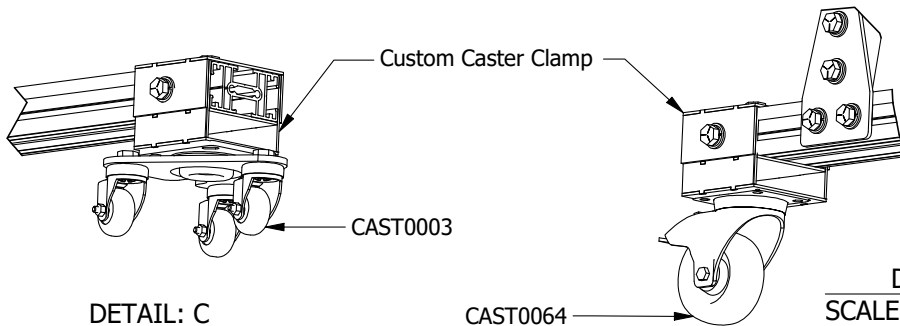 Custom Caster Clamp
CAST0003
DETAIL: C
CAST0064
D
SCALE